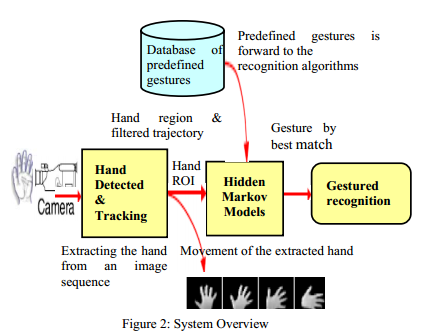 Database of
predefined
gestures
Predefined gestures is
forward to the
recognition algorithms
Hand region &
filtered trajectory
Gesture by
best match
Camera
Hand
Detected
&
Tracking
Hand
ROI
Hidden
Markov
Models
Gestured
recognition
Extracting the hand
from an image
sequence
Movement of the extracted hand
Figure 2: System Overview